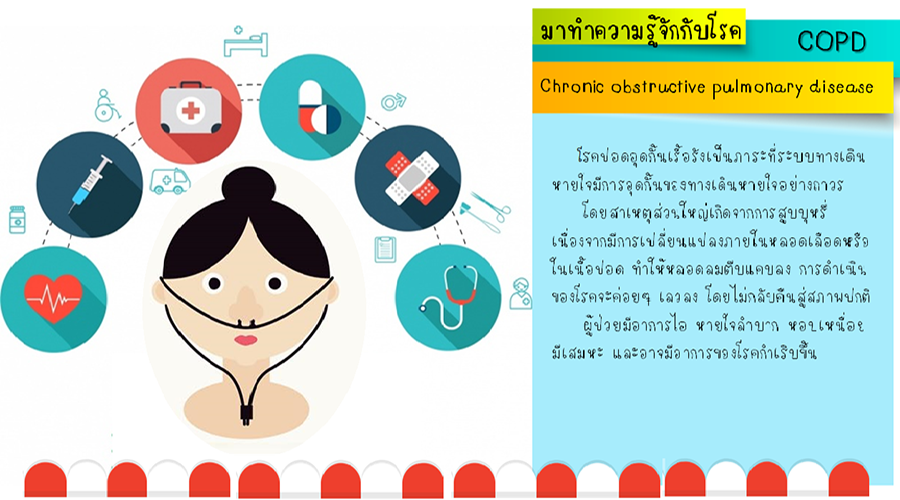 มาทำความรู้จักกับโรค
COPD
Chronic obstructive pulmonary disease
โรคปอดอุดกั้นเรื้อรังเป็นภาระที่ระบบทางเดิน
หายใจมีการอุดกั้นของทางเดินหายใจอย่างถาวร
โดยสาเหตุส่วนใหญ่เกิดจากการสูบบุหรี่
เนื่องจากมีการเปลี่ยนแปลงภายในหลอดเลือดหรือ
ในเนื้อปอด ทำให้หลอดลมตีบแคบลง การดำเนิน
ของโรคจะค่อยๆ เลวลง โดยไม่กลับคืนสู่สภาพปกติ
ผู้ป่วยมีอาการไอ หายใจลำบาก หอบเหนื่อย
มีเสมหะ และอาจมีอาการของโรคกำเริบขึ้น